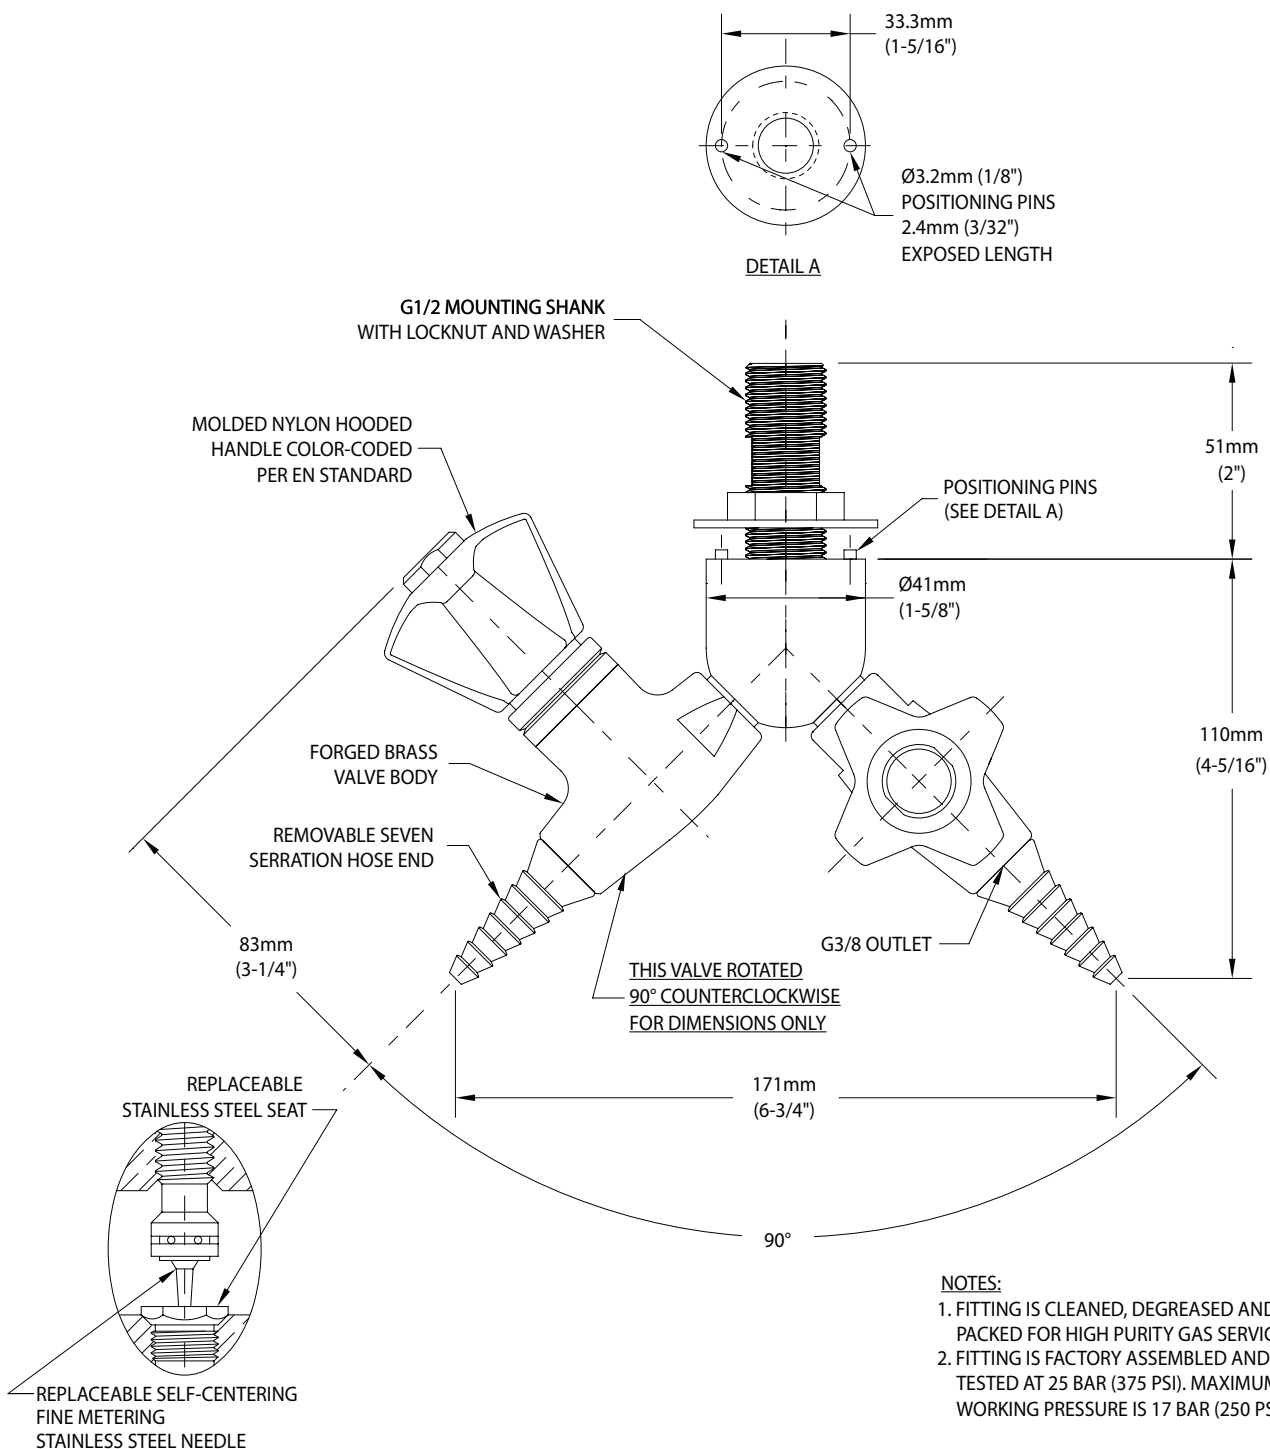 33.3mm
(1-5/16")
Ø3.2mm (1/8")
POSITIONING PINS
2.4mm (3/32")
EXPOSED LENGTH
DETAIL A
G1/2 MOUNTING SHANK
WITH LOCKNUT AND WASHER
MOLDED NYLON HOODED
HANDLE COLOR-CODED
PER EN STANDARD
51mm
(2")
POSITIONING PINS
(SEE DETAIL A)
Ø41mm
(1-5/8")
110mm
(4-5/16")
FORGED BRASS
VALVE BODY
REMOVABLE SEVEN
SERRATION HOSE END
83mm
(3-1/4")
G3/8 OUTLET
THIS VALVE ROTATED
90° COUNTERCLOCKWISE
FOR DIMENSIONS ONLY
171mm
(6-3/4")
REPLACEABLE
STAINLESS STEEL SEAT
90°
REPLACEABLE SELF-CENTERING
FINE METERING
STAINLESS STEEL NEEDLE
NOTES:
1. FITTING IS CLEANED, DEGREASED AND
PACKED FOR HIGH PURITY GAS
2. FITTING IS FACTORY ASSEMBLED AND
TESTED AT 25 BAR (375 PSI). MAXIMUM
WORKING PRESSURE IS 17 BAR (250